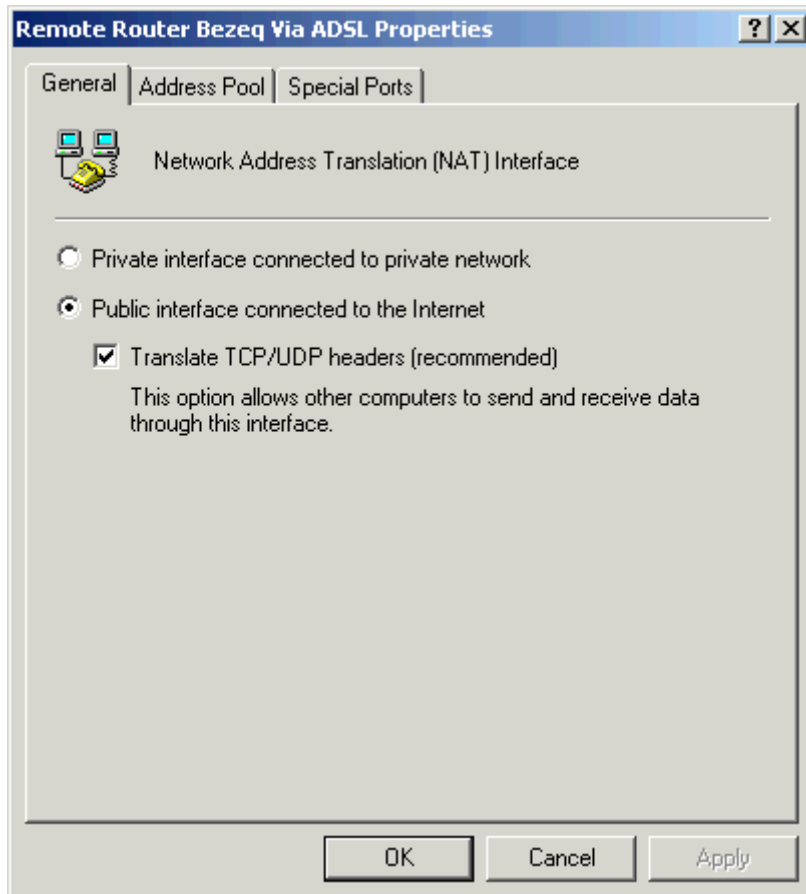 Remote Router Bezeq Via ADSL Properties
General Address Pool Special Ports
Network Address Translation (NAT) Interface
Private interface connected to private network
Public interface connected to the Internet
Translate TCP/UDP headers (recommended)
This option allows other computers to send and receive data
through this interface.
OK Cancel Apply